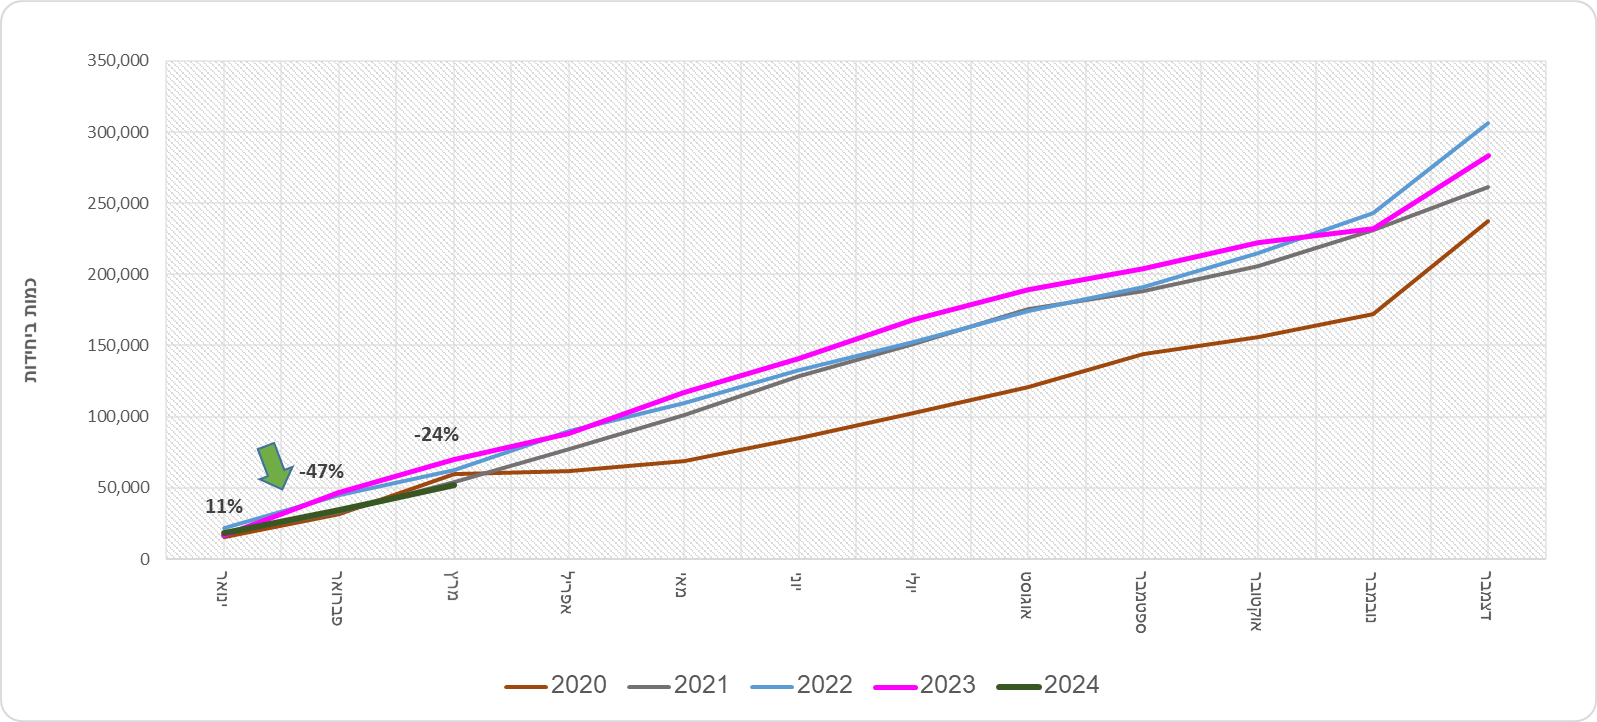 350,000
300,000
250,000
200,000
150,000
100,000
50,000
0
כמות ביחידות
11%
-47%
-24%
ינואר
פברואר
מרץ
אפריל
מאי
יוני
יולי
אוגוסט
ספטמבר
אוקטובר
נובמבר
דצמבר
2020
2021
2022
2023
2024